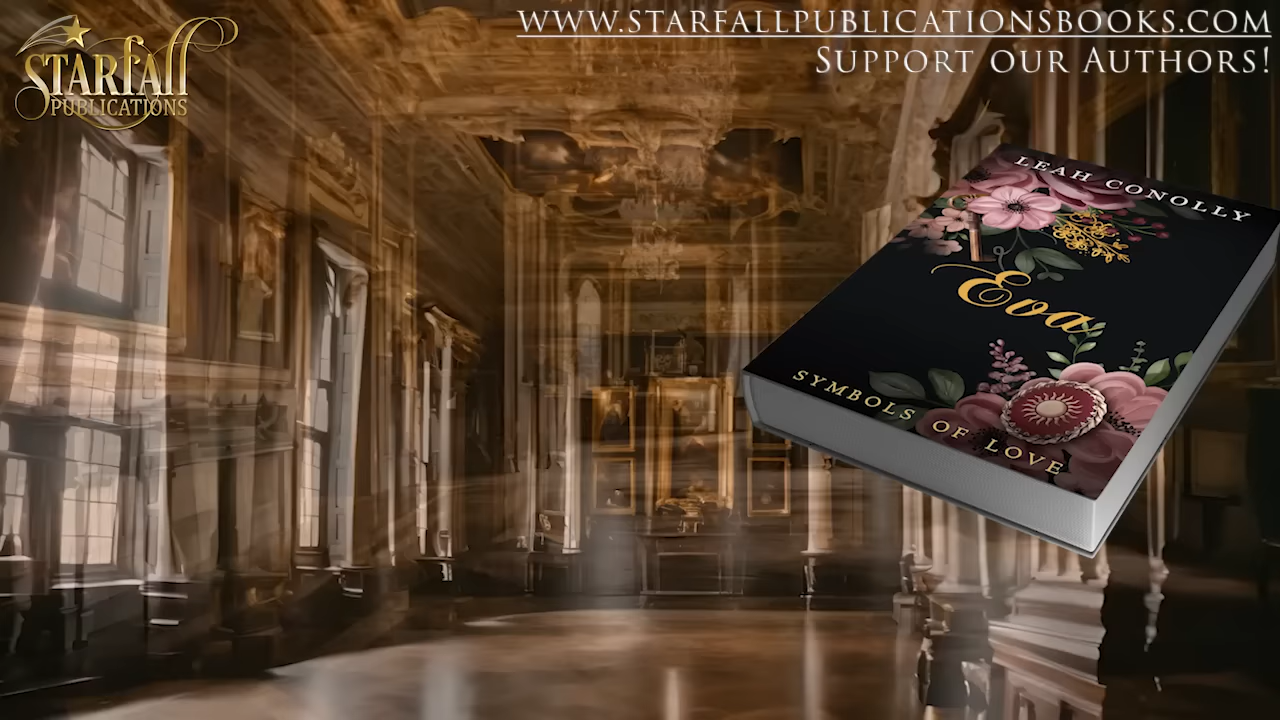 STARfall
PUBLICATIONS
WWW.STARFALLPUBLICATIONSBOOKS.COM
SUPPORT OUR AUTHORS!
LEAH CONOLLY
Eva
SYMBOLS OF LOVE